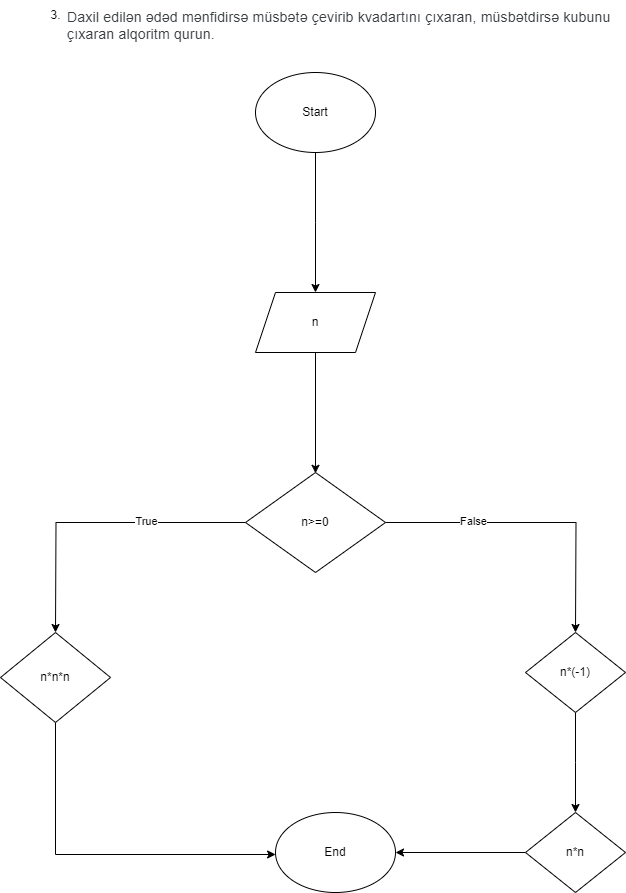 3. Daxil edilən ədəd mənfidirsə müsbətə çevirib kvadartını çıxaran, müsbətdirsə kubunu
çıxaran alqoritm qurun.
Start
n
n>=0
True
False
n*n*n
n*(-1)
End
n*n